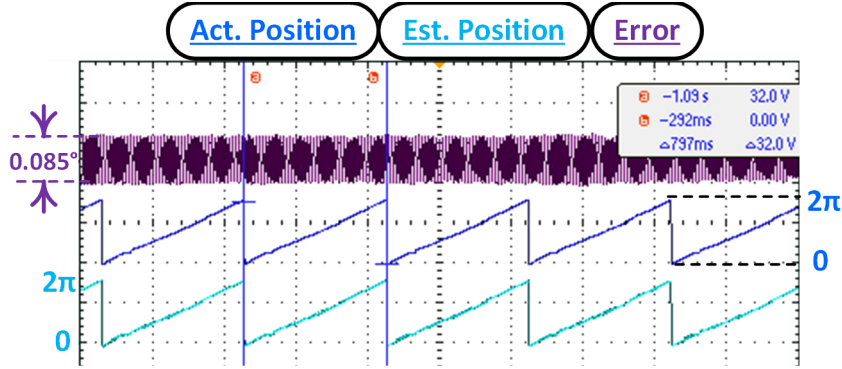 Act. Position Est. Position Error
a b
a -1.09 s 32.0 V
b -292ms 0.00 V
△797ms △32.0 V
0.085°
2π
0
2π
0